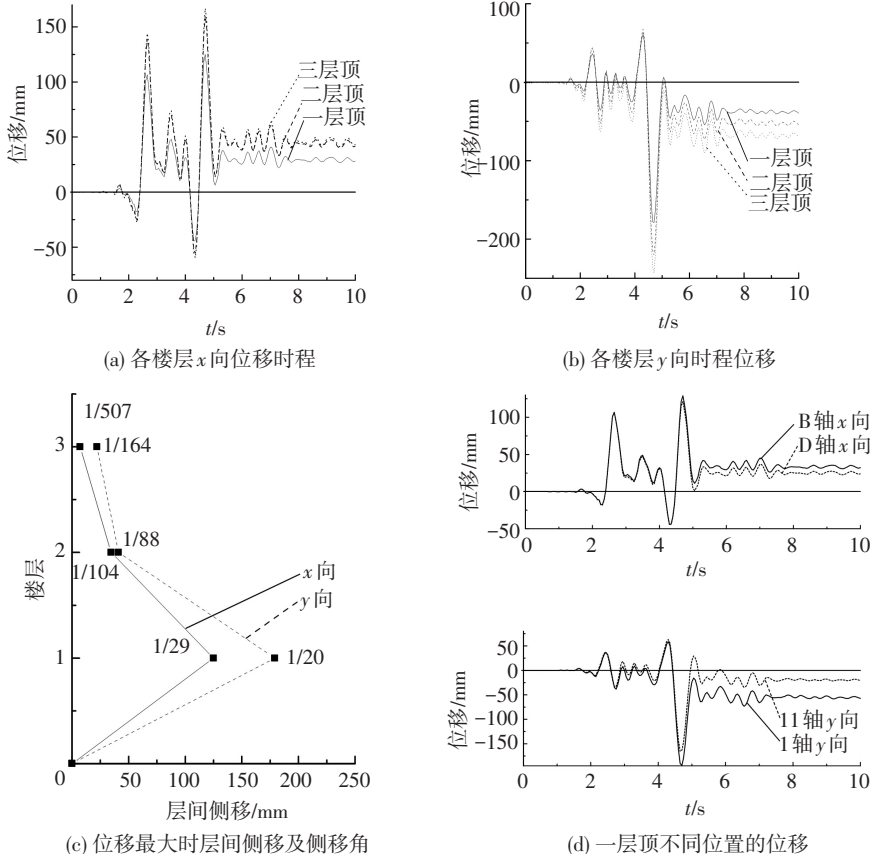 150
100
50
0
−50
位移/mm
三层顶
二层顶
一层顶
0 2 4 6 8 10
t/s
(a) 各楼层x向位移时程
0
−100
−200
位移/mm
一层顶
二层顶
三层顶
0 2 4 6 8 10
t/s
(b) 各楼层y向时程位移
1/507
3
1/164
1/88
2
1/104
楼层
x向
y向
1/29
1
1/20
0
0 50 100 150 200 250
层间侧移/mm
(c) 位移最大时层间侧移及侧移角
100
50
0
−50
位移/mm
B轴x向
D轴x向
0 2 4 6 8 10
t/s
50
0
−50
−100
−150
位移/mm
11轴y向
1轴y向
0 2 4 6 8 10
t/s
(d) 一层顶不同位置的位移